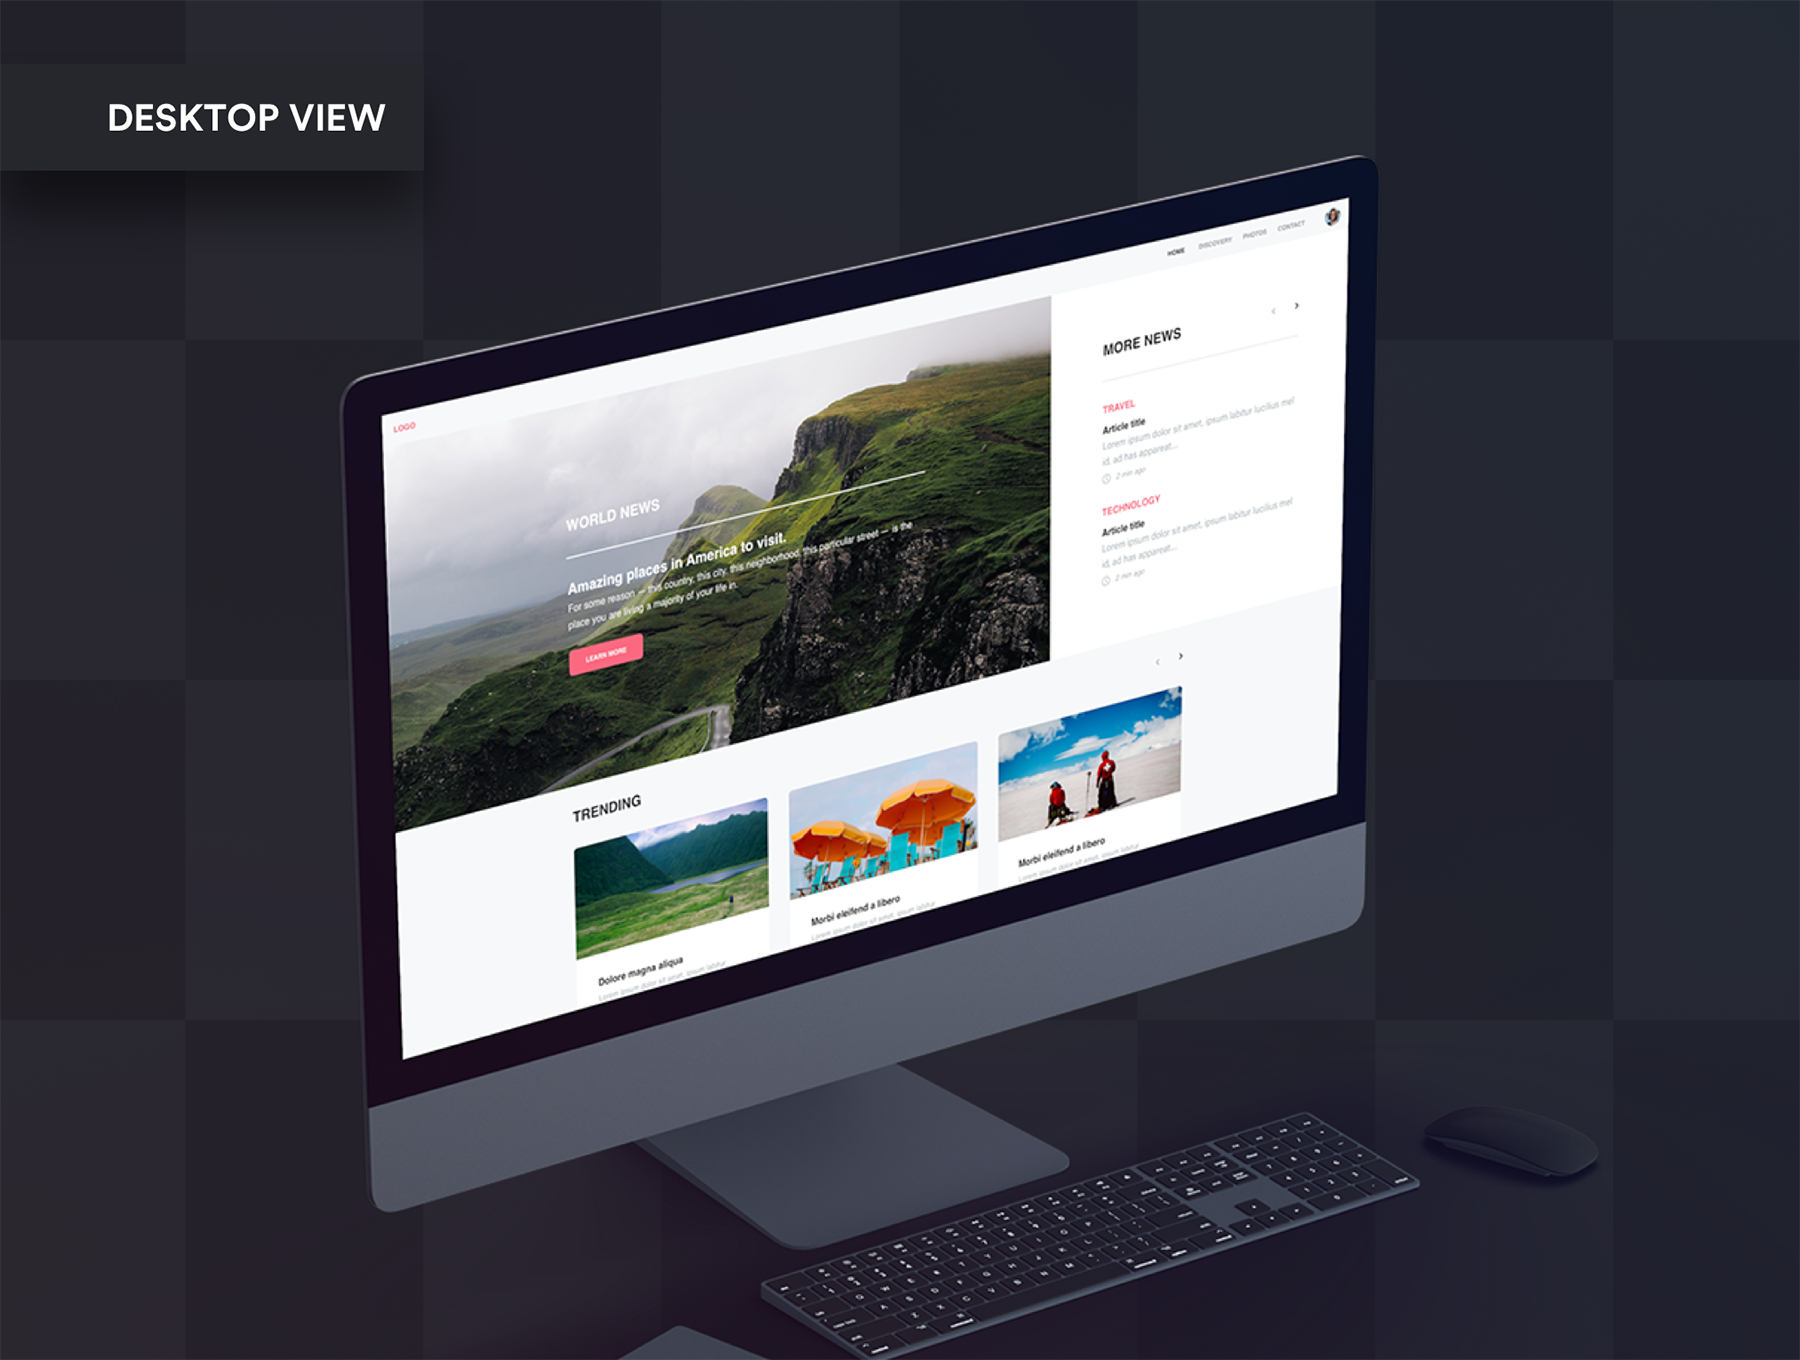 DESKTOP VIEW
LOGO
HOME
DISCOVERY
PHOTOS
CONTACT
WORLD NEWS
Amazing places in America to visit.
For some reason — this country, this city, this neighborhood, this particular street — is the
place you are living a majority of your life in.
LEARN MORE
MORE NEWS
TRAVEL
Article title
Lorem ipsum dolor sit amet, ipsum labitur lucilius mel
id, ad has appareat...
2 min ago
TECHNOLOGY
Article title
Lorem ipsum dolor sit amet, ipsum labitur lucilius mel
id, ad has appareat...
2 min ago
TRENDING
Dolore magna aliqua
Lorem ipsum dolor sit amet, ipsum labitur
Morbi eleifend a libero
Lorem ipsum dolor sit amet, ipsum labitur
Morbi eleifend a libero
Lorem ipsum dolor sit amet, ipsum labitur